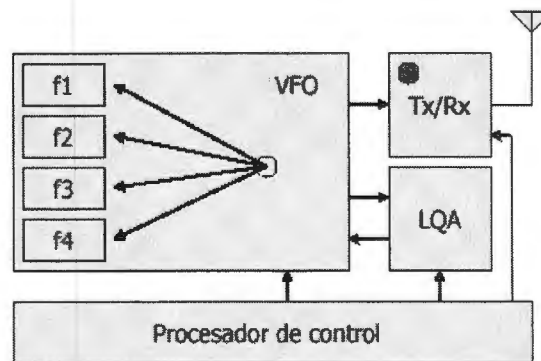 f1
f2
f3
f4
VFO
Tx/Rx
LQA
Procesador de control